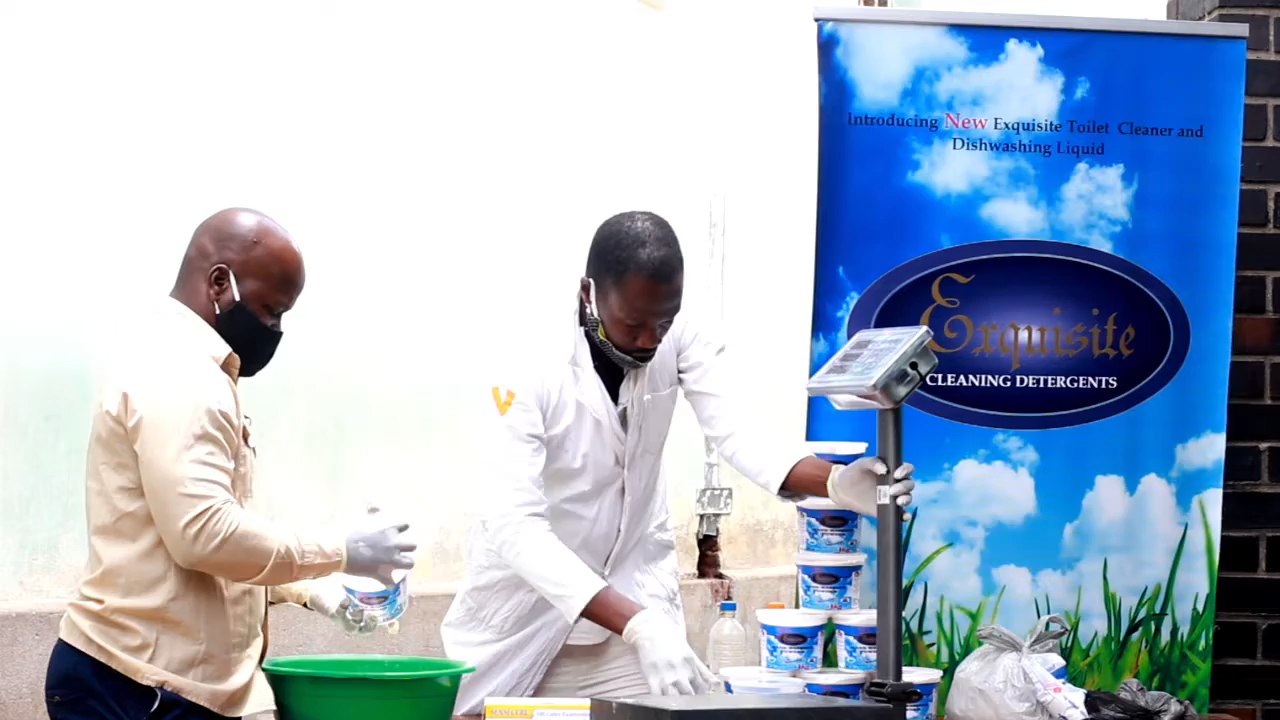 Introducing New Exquisite Toilet Cleaner and
Dishwashing Liquid
Exquisite
CLEANING DETERGENTS